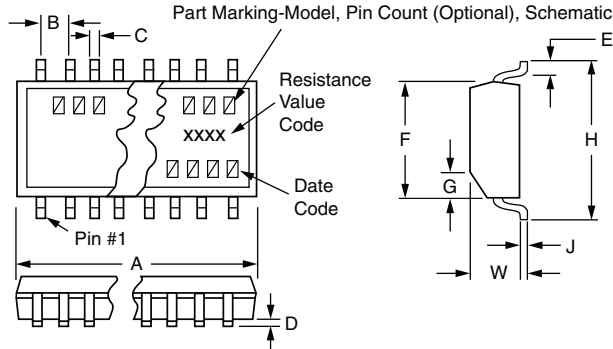 Part Marking-Model, Pin Count (Optional), Schematic
B
C
E
Resistance
Value
Code
XXXX
F
H
G
Date
Code
Pin #1
A
J
W
D